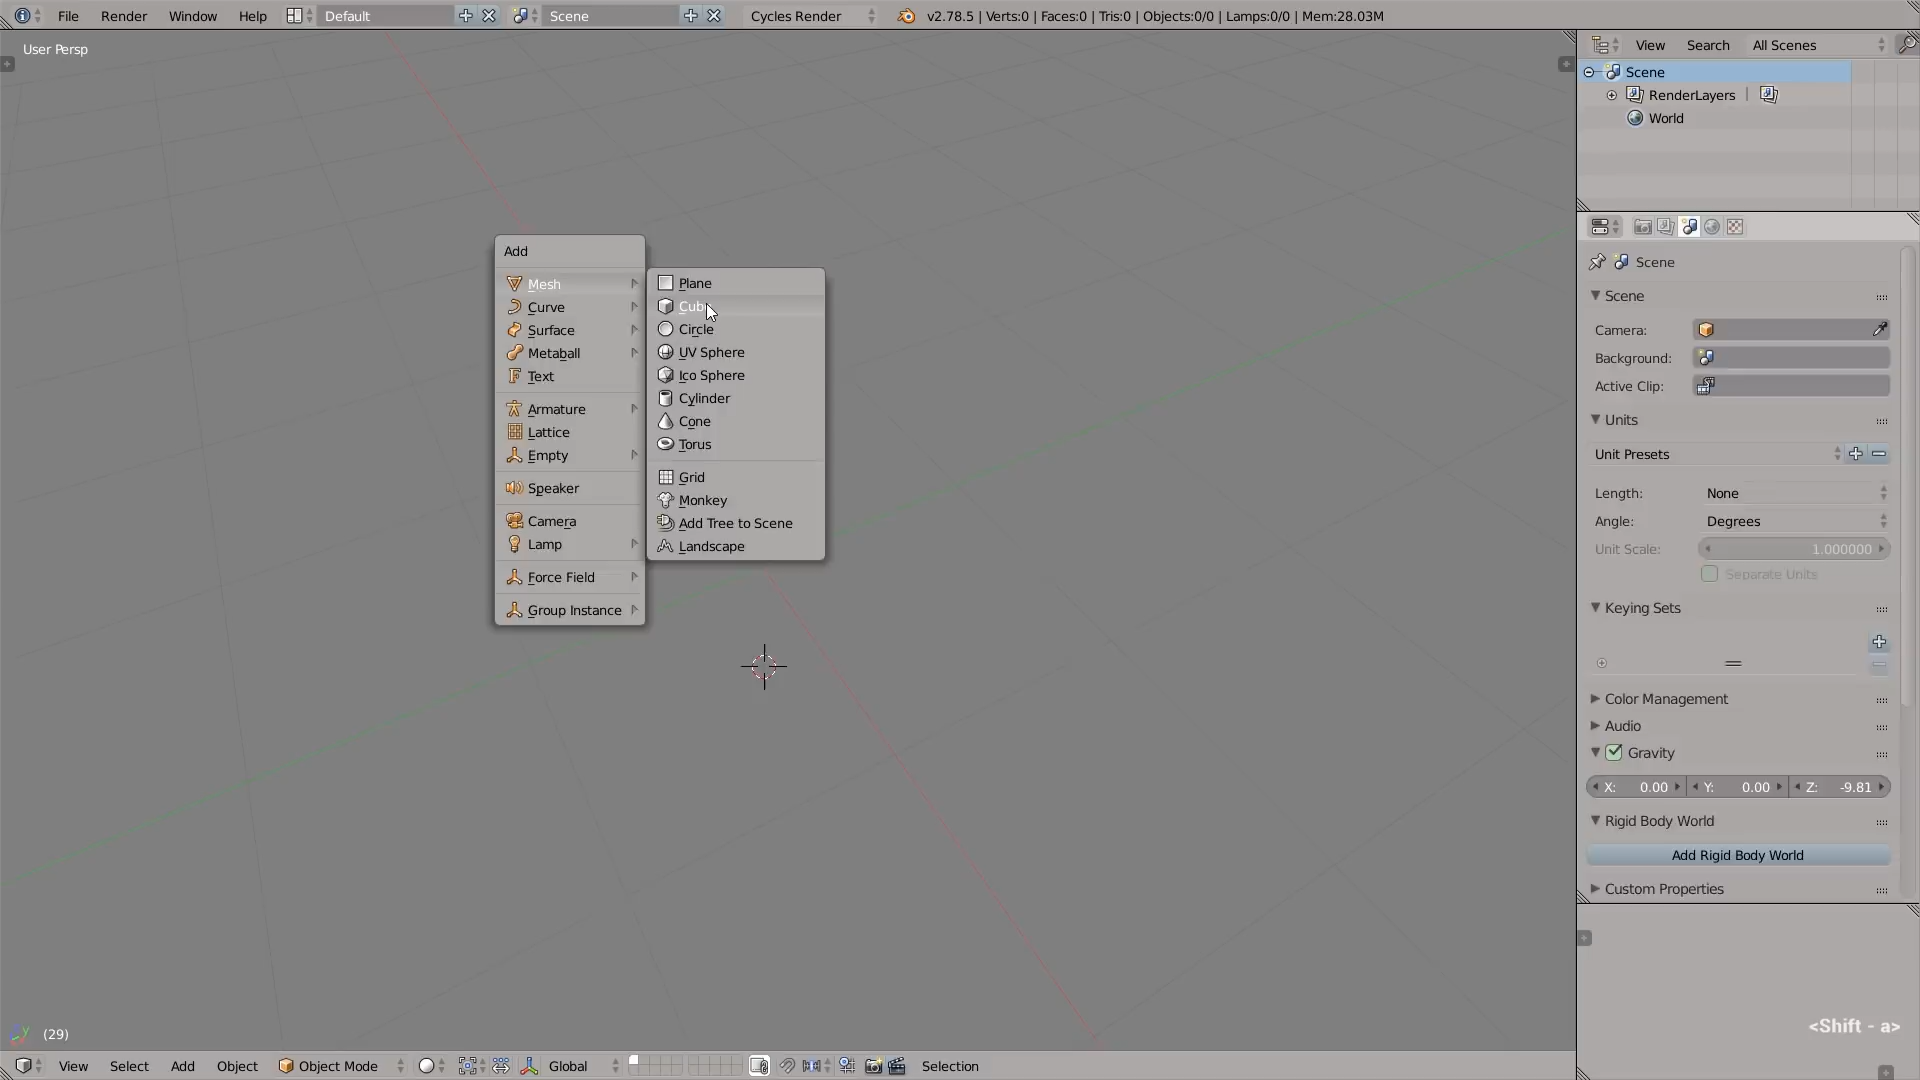 File Render Window Help Default Scene Cycles Render v2.78.5 | Verts:0 | Faces:0 | Tris:0 | Objects:0/0 | Lamps:0/0 | Mem:28.03M
User Persp
View Search All Scenes
Scene
RenderLayers
World
Add
Mesh
Curve
Surface
Metaball
Text
Armature
Lattice
Empty
Speaker
Camera
Lamp
Force Field
Group Instance
Plane
Cub
Circle
UV Sphere
Ico Sphere
Cylinder
Cone
Torus
Grid
Monkey
Add Tree to Scene
Landscape
Scene
Scene
Camera:
Background:
Active Clip:
Units
Unit Presets
Length: None
Angle: Degrees
Unit Scale: 1.000000
Separate Units
Keying Sets
Color Management
Audio
Gravity
X: 0.00 Y: 0.00 Z: -9.81
Rigid Body World
Add Rigid Body World
Custom Properties
<Shift - a>
(29)
View Select Add Object Object Mode Global Selection